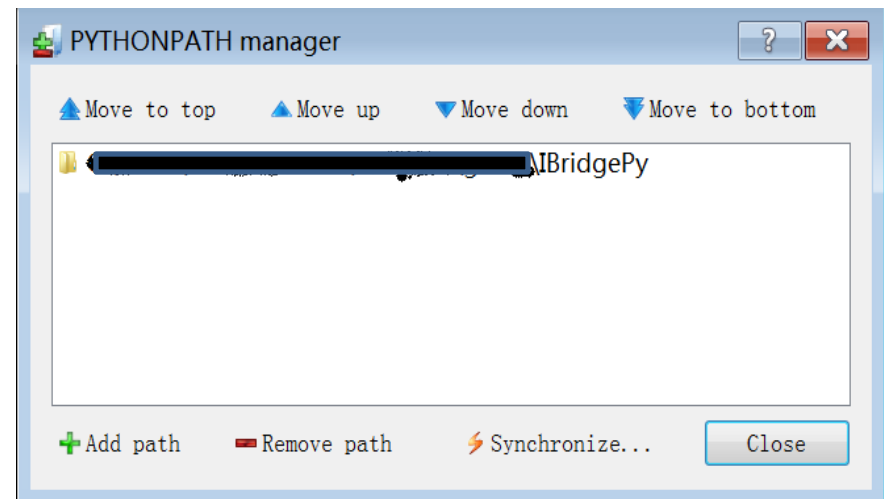 PYTHONPATH manager
Move to top Move up Move down Move to bottom
\IBridgePy
Add path Remove path Synchronize... Close